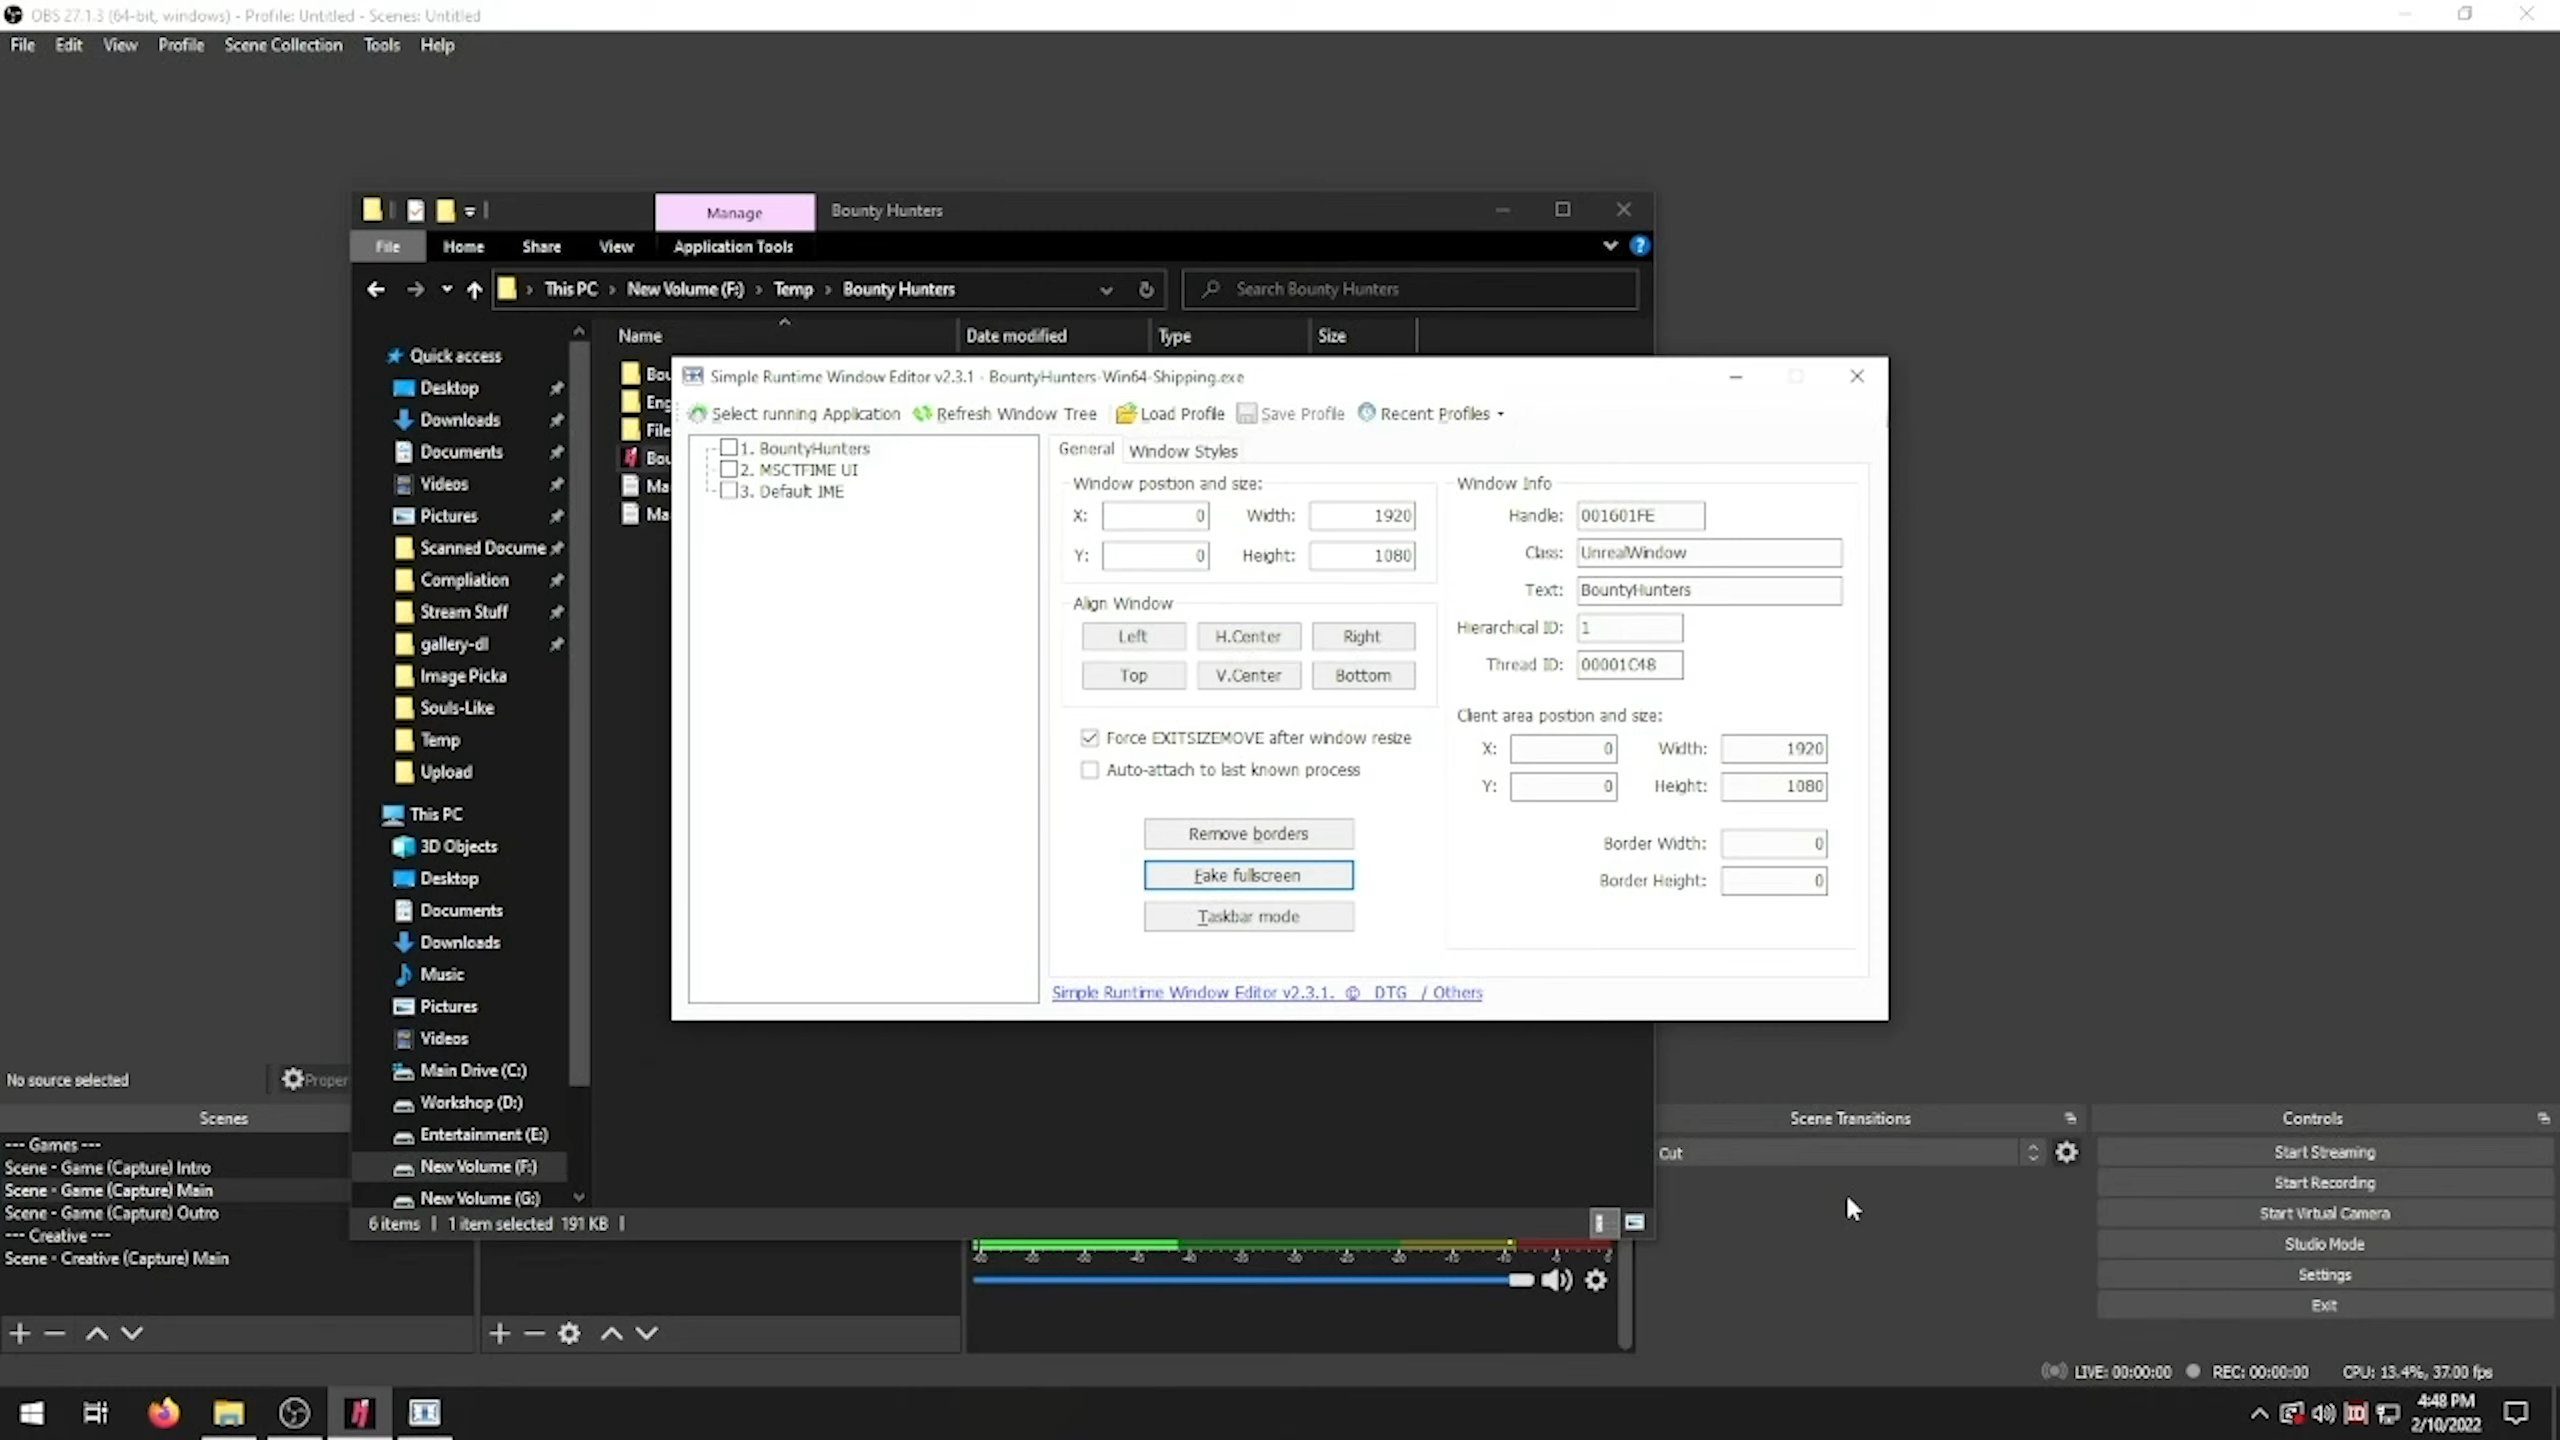 OBS 27.1.3 (64-bit, windows) - Profile: Untitled - Scenes: Untitled
File Edit View Profile Scene Collection Tools Help
Manage Bounty Hunters
File Home Share View Application Tools
This PC New Volume (F:) Temp Bounty Hunters Search Bounty Hunters
Name Date modified Type Size
Quick access
Desktop
Downloads
Documents
Videos
Pictures
Scanned Docume
Compliation
Stream Stuff
gallery-dl
Image Picka
Souls-Like
Temp
Upload
This PC
3D Objects
Desktop
Documents
Downloads
Music
Pictures
Videos
Main Drive (C:)
Workshop (D:)
Entertainment (E:)
New Volume (F:)
New Volume (G:)
Bou
Eng
File
Bou
Ma
Ma
6 items 1 item selected 191 KB
Simple Runtime Window Editor v2.3.1 - BountyHunters-Win64-Shipping.exe
Select running Application Refresh Window Tree Load Profile Save Profile Recent Profiles
1. BountyHunters
2. MSCTFIME UI
3. Default IME
General Window Styles
Window position and size:
X: 0 Width: 1920
Y: 0 Height: 1080
Align Window
Left H.Center Right
Top V.Center Bottom
Force EXITSIZEMOVE after window resize
Auto-attach to last known process
Remove borders
Fake fullscreen
Taskbar mode
Window Info
Handle: 001601FE
Class: UnrealWindow
Text: BountyHunters
Hierarchical ID: 1
Thread ID: 00001C48
Client area position and size:
X: 0 Width: 1920
Y: 0 Height: 1080
Border Width: 0
Border Height: 0
Simple Runtime Window Editor v2.3.1. © DTG / Others
No source selected Proper
Scenes
--- Games ---
Scene - Game (Capture) Intro
Scene - Game (Capture) Main
Scene - Game (Capture) Outro
--- Creative ---
Scene - Creative (Capture) Main
Scene Transitions
Cut
Controls
Start Streaming
Start Recording
Start Virtual Camera
Studio Mode
Settings
Exit
LIVE: 00:00:00 REC: 00:00:00 CPU: 13.4%, 37.00 fps
4:48 PM
2/10/2022